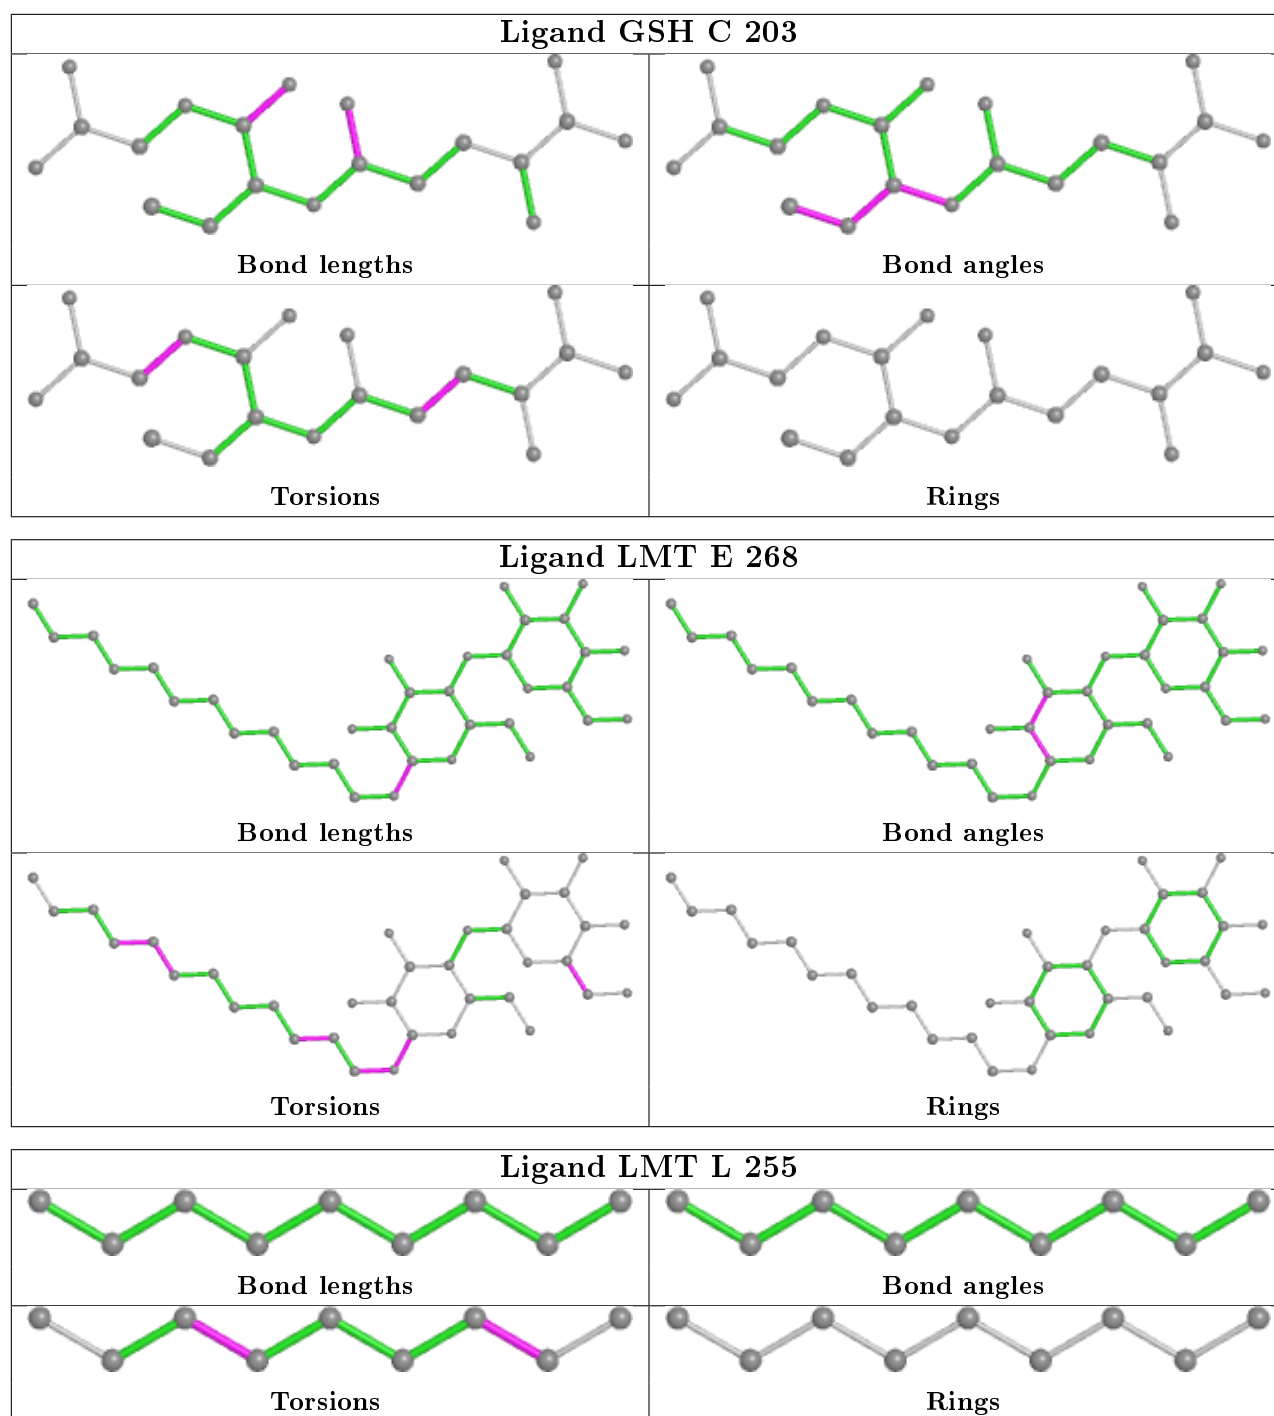 Ligand GSH C 203
Bond lengths
Bond angles
Torsions
Rings
Ligand LMT E 268
Bond lengths
Bond angles
Torsions
Rings
Ligand LMT L 255
Bond lengths
Bond angles
Torsions
Rings